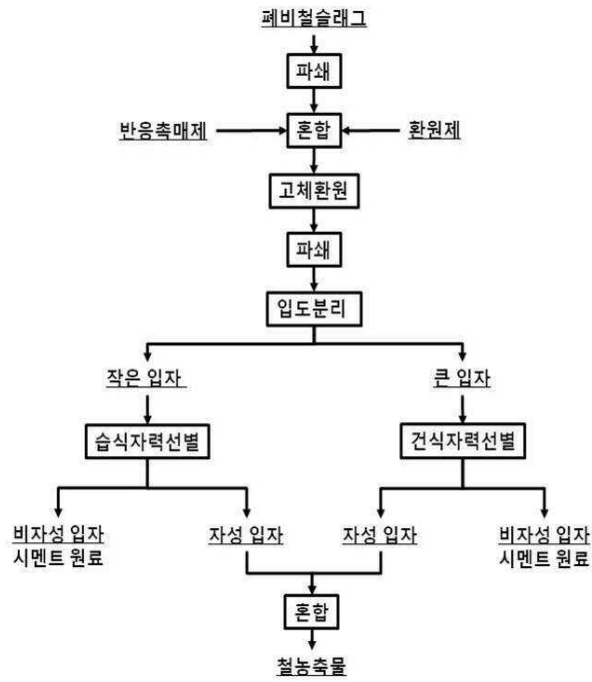 폐비철슬래그
파쇄
반응촉매제
혼합
환원제
고체환원
파쇄
입도분리
작은 입자
큰 입자
습식자력선별
건식자력선별
비자성 입자
시멘트 원료
자성 입자
자성 입자
비자성 입자
시멘트 원료
혼합
철농축물